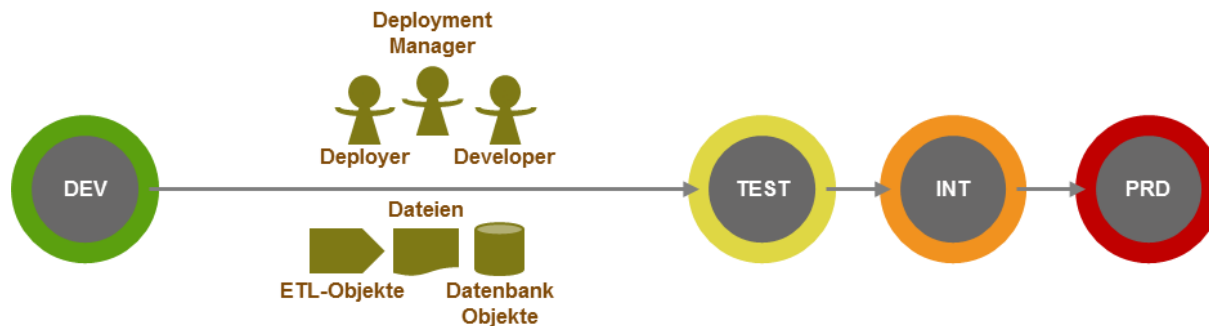 Deployment
Manager
Deployer
Developer
DEV
TEST
INT
PRD
Dateien
ETL-Objekte
Datenbank
Objekte